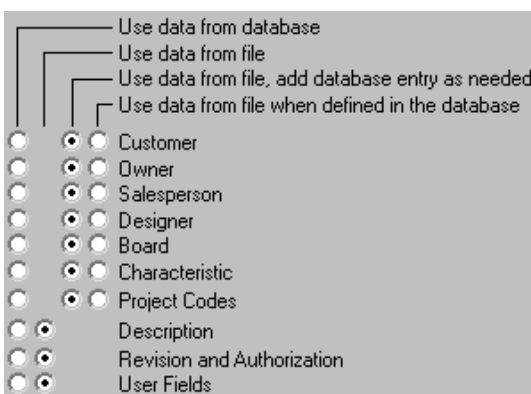 Use data from database
Use data from file
Use data from file, add database entry as needed
Use data from file when defined in the database
Customer
Owner
Salesperson
Designer
Board
Characteristic
Project Codes
Description
Revision and Authorization
User Fields